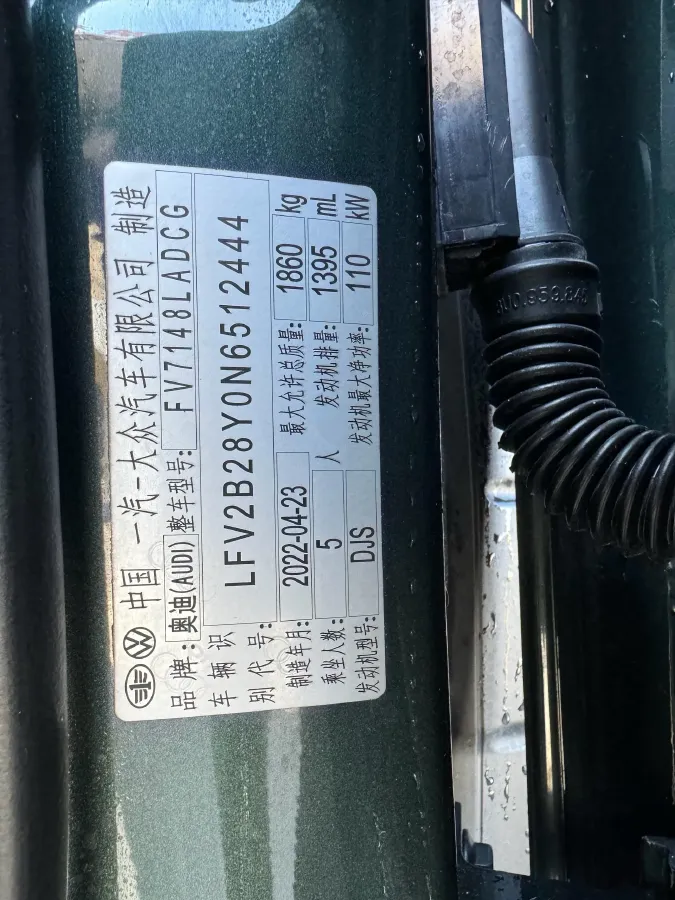 中国 一汽-大众汽车有限公司 制造
品牌:奥迪(AUDI) 整车型号: FV7148LADCG
车辆识别代号: LFV2B28Y0N6512444
制造年月: 2022-04-23 最大允许总质量: 1860 kg
乘坐人数: 5 人 发动机排量: 1395 mL
发动机型号: DJS 发动机最大净功率: 110 kW